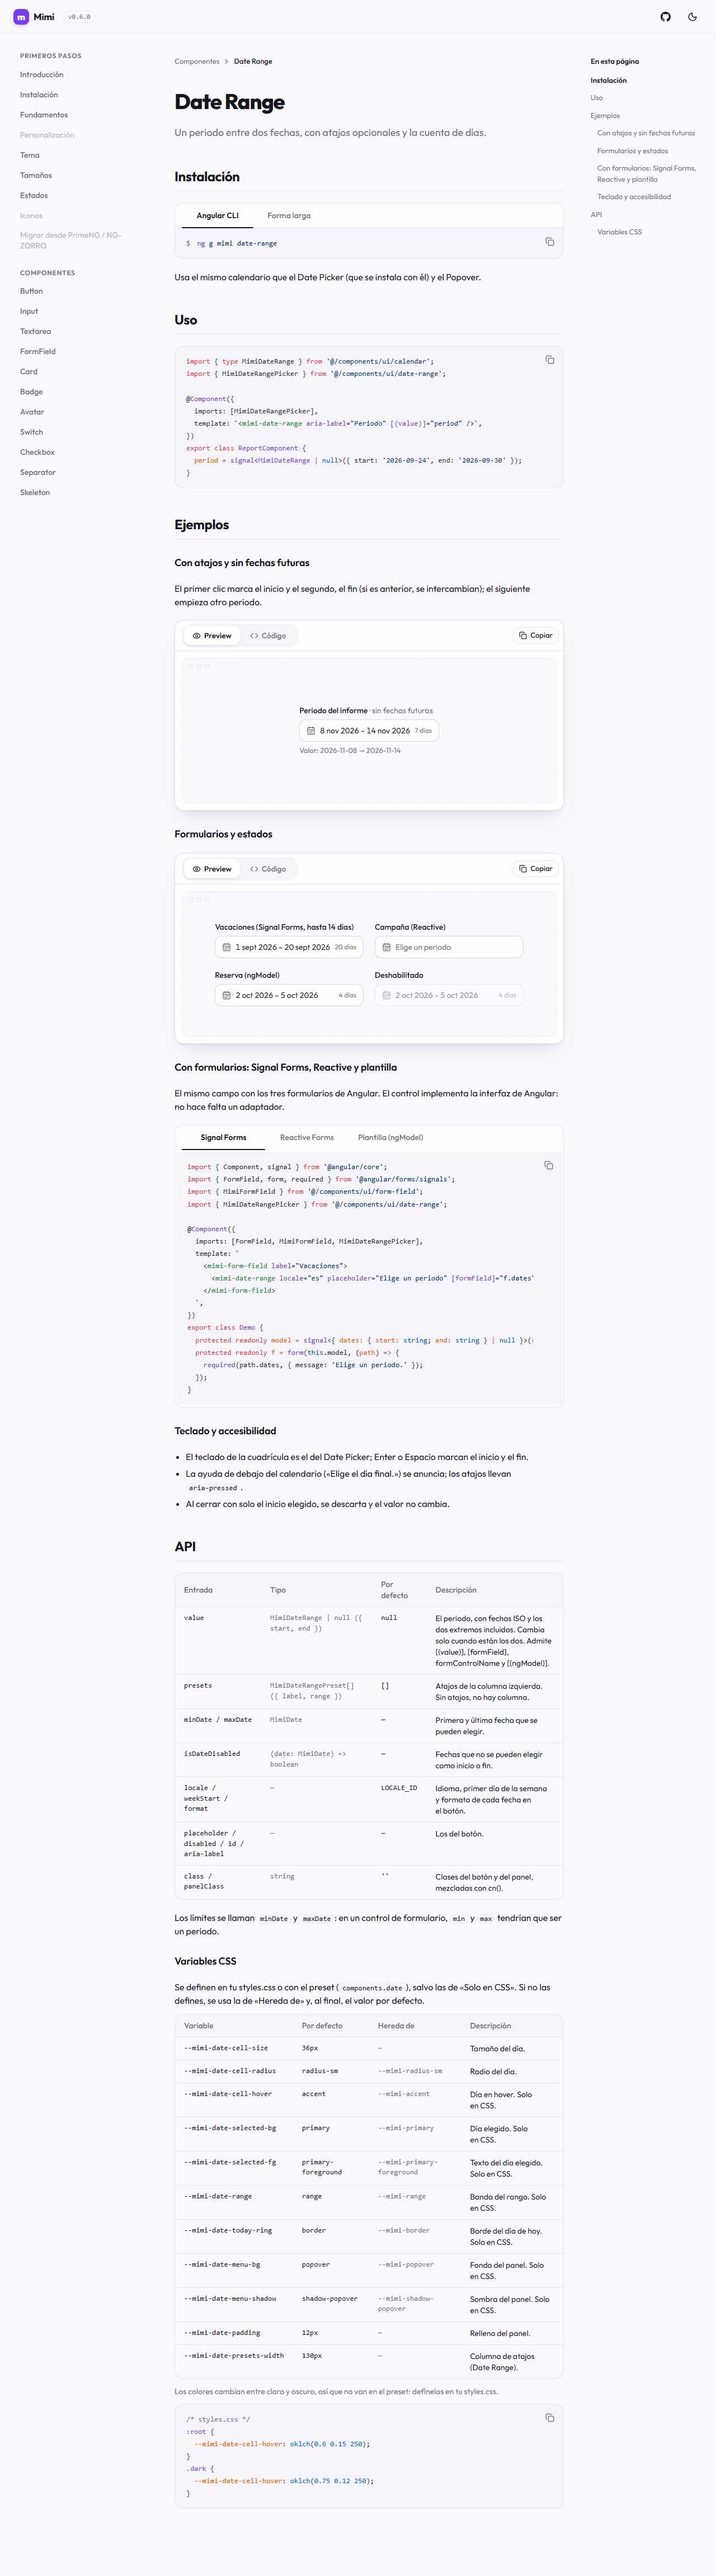 m Mimi v0.6.0
PRIMEROS PASOS
Introducción
Instalación
Fundamentos
Personalización
Tema
Tamaños
Estados
Iconos
Migrar desde PrimeNG / NG-
ZORRO
COMPONENTES
Button
Input
Textarea
FormField
Card
Badge
Avatar
Switch
Checkbox
Separator
Skeleton
Componentes > Date Range
Date Range
Un periodo entre dos fechas, con atajos opcionales y la cuenta de días.
Instalación
Angular CLI Forma larga
$ ng g mimi date-range
Usa el mismo calendario que el Date Picker (que se instala con él) y el Popover.
Uso
import { type MimiDateRange } from '@/components/ui/calendar';
import { MimiDateRangePicker } from '@/components/ui/date-range';
@Component({
imports: [MimiDateRangePicker],
template: `<mimi-date-range aria-label="Periodo" [(value)]="period" />`,
})
export class ReportComponent {
period = signal<MimiDateRange | null>({ start: '2026-09-24', end: '2026-09-30' });
}
Ejemplos
Con atajos y sin fechas futuras
El primer clic marca el inicio y el segundo, el fin (si es anterior, se intercambian); el siguiente
empieza otro periodo.
Preview Código Copiar
Periodo del informe · sin fechas futuras
8 nov 2026 – 14 nov 2026 7 días
Valor: 2026-11-08 → 2026-11-14
Formularios y estados
Preview Código Copiar
Vacaciones (Signal Forms, hasta 14 días) Campaña (Reactive)
1 sept 2026 – 20 sept 2026 20 días Elige un periodo
Reserva (ngModel) Deshabilitado
2 oct 2026 – 5 oct 2026 4 días 2 oct 2026 – 5 oct 2026 4 días
Con formularios: Signal Forms, Reactive y plantilla
El mismo campo con los tres formularios de Angular. El control implementa la interfaz de Angular:
no hace falta un adaptador.
Signal Forms Reactive Forms Plantilla (ngModel)
import { Component, signal } from '@angular/core';
import { FormField, form, required } from '@angular/forms/signals';
import { MimiFormField } from '@/components/ui/form-field';
import { MimiDateRangePicker } from '@/components/ui/date-range';
@Component({
imports: [FormField, MimiFormField, MimiDateRangePicker],
template: `
<mimi-form-field label="Vacaciones">
<mimi-date-range locale="es" placeholder="Elige un periodo" [formField]="f.dates"
</mimi-form-field>
`,
})
export class Demo {
protected readonly model = signal<{ dates: { start: string; end: string } | null }>(
protected readonly f = form(this.model, (path) => {
required(path.dates, { message: 'Elige un periodo.' });
});
}
Teclado y accesibilidad
• El teclado de la cuadrícula es el del Date Picker; Enter o Espacio marcan el inicio y el fin.
• La ayuda de debajo del calendario («Elige el día final.») se anuncia; los atajos llevan
aria-pressed .
• Al cerrar con solo el inicio elegido, se descarta y el valor no cambia.
API
Entrada Tipo Por defecto Descripción
value MimiDateRange | null ({ start, end }) null El periodo, con fechas ISO y los dos extremos incluidos. Cambia solo cuando están los dos. Admite [(value)], [formField], formControlName y [(ngModel)].
presets MimiDateRangePreset[] ({ label, range }) [] Atajos de la columna izquierda. Sin atajos, no hay columna.
minDate / maxDate MimiDate — Primera y última fecha que se pueden elegir.
isDateDisabled (date: MimiDate) => boolean — Fechas que no se pueden elegir como inicio o fin.
locale / weekStart / format — LOCALE_ID Idioma, primer día de la semana y formato de cada fecha en el botón.
placeholder / disabled / id / aria-label — — Los del botón.
class / panelClass string '' Clases del botón y del panel, mezcladas con cn().
Los límites se llaman minDate y maxDate : en un control de formulario, min y max tendrían que ser
un periodo.
Variables CSS
Se definen en tu styles.css o con el preset ( components.date ), salvo las de «Solo en CSS». Si no las
defines, se usa la de «Hereda de» y, al final, el valor por defecto.
Variable Por defecto Hereda de Descripción
--mimi-date-cell-size 36px — Tamaño del día.
--mimi-date-cell-radius radius-sm --mimi-radius-sm Radio del día.
--mimi-date-cell-hover accent --mimi-accent Día en hover. Solo en CSS.
--mimi-date-selected-bg primary --mimi-primary Día elegido. Solo en CSS.
--mimi-date-selected-fg primary-foreground --mimi-primary-foreground Texto del día elegido. Solo en CSS.
--mimi-date-range range --mimi-range Banda del rango. Solo en CSS.
--mimi-date-today-ring border --mimi-border Borde del día de hoy. Solo en CSS.
--mimi-date-menu-bg popover --mimi-popover Fondo del panel. Solo en CSS.
--mimi-date-menu-shadow shadow-popover --mimi-shadow-popover Sombra del panel. Solo en CSS.
--mimi-date-padding 12px — Relleno del panel.
--mimi-date-presets-width 130px — Columna de atajos (Date Range).
Los colores cambian entre claro y oscuro, así que no van en el preset: defínelos en tu styles.css.
/* styles.css */
:root {
--mimi-date-cell-hover: oklch(0.6 0.15 250);
}
.dark {
--mimi-date-cell-hover: oklch(0.75 0.12 250);
}
En esta página
Instalación
Uso
Ejemplos
Con atajos y sin fechas futuras
Formularios y estados
Con formularios: Signal Forms,
Reactive y plantilla
Teclado y accesibilidad
API
Variables CSS